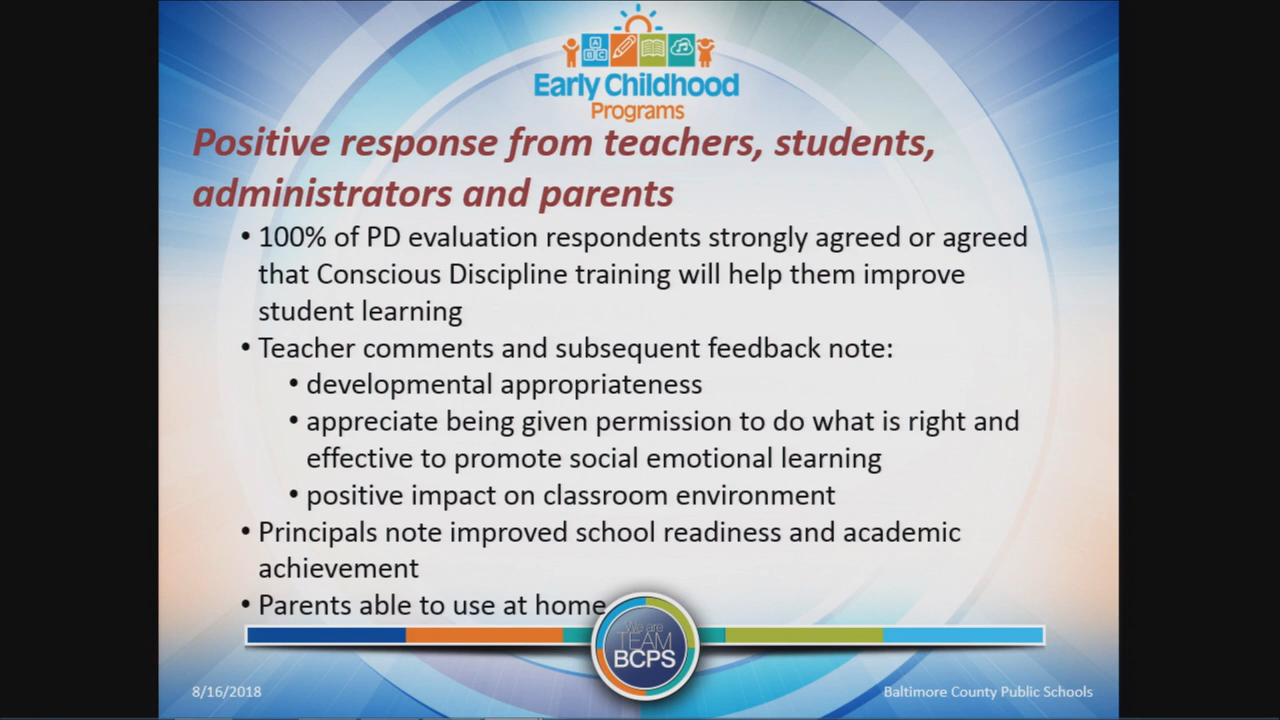 A
B C
Early Childhood
Programs
Positive response from teachers, students,
administrators and parents
• 100% of PD evaluation respondents strongly agreed or agreed
that Conscious Discipline training will help them improve
student learning
• Teacher comments and subsequent feedback note:
• developmental appropriateness
• appreciate being given permission to do what is right and
effective to promote social emotional learning
• positive impact on classroom environment
• Principals note improved school readiness and academic
achievement
• Parents able to use at home
We are
TEAM
BCPS
8/16/2018
Baltimore County Public Schools